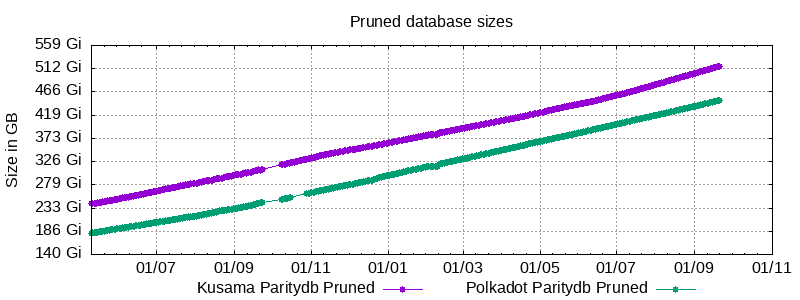 Pruned database sizes
559 Gi
512 Gi
466 Gi
419 Gi
373 Gi
326 Gi
279 Gi
233 Gi
186 Gi
140 Gi
Size in GB
01/07 01/09 01/11 01/01 01/03 01/05 01/07 01/09 01/11
Kusama Paritydb Pruned Polkadot Paritydb Pruned